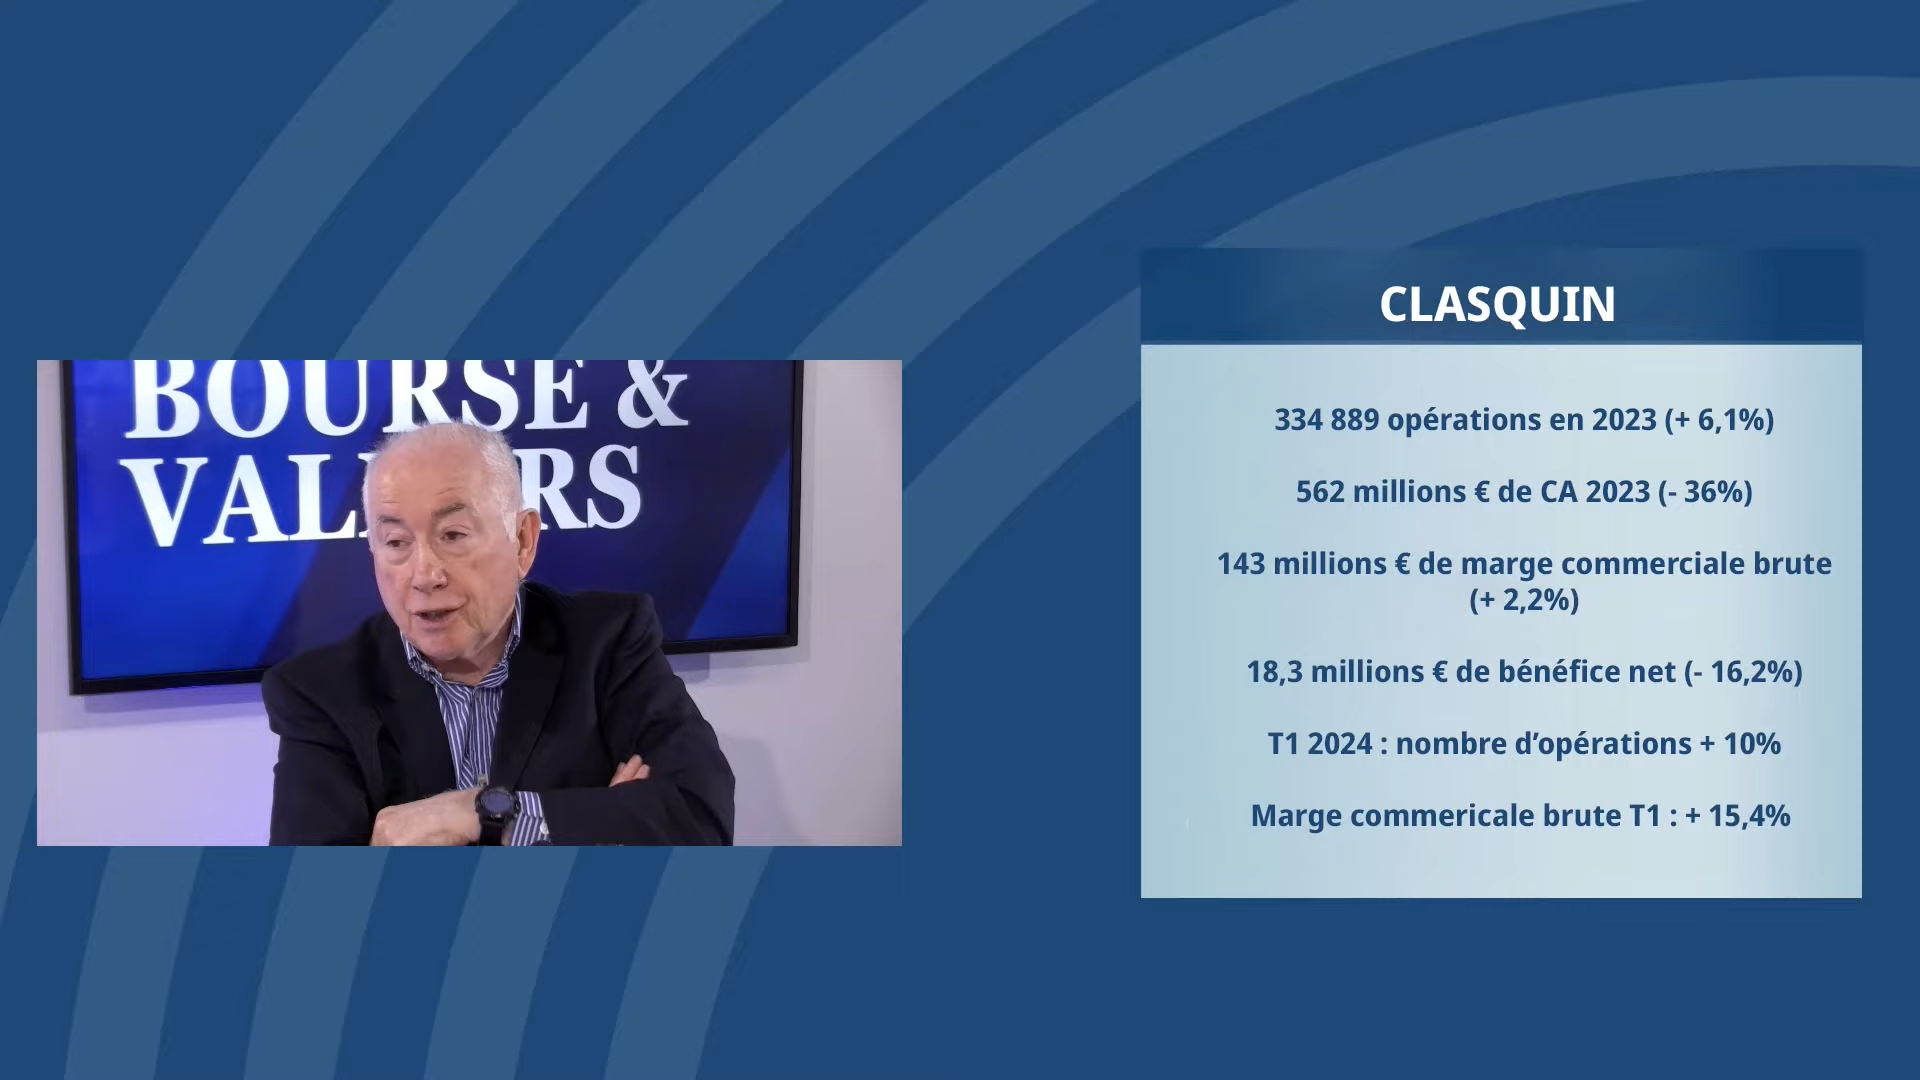 BOURSE &
CLASQUIN
334 889 opérations en 2023 (+ 6,1%)
562 millions € de CA 2023 (- 36%)
143 millions € de marge commerciale brute
(+ 2,2%)
18,3 millions € de bénéfice net (- 16,2%)
T1 2024 : nombre d’opérations + 10%
Marge commericale brute T1 : + 15,4%